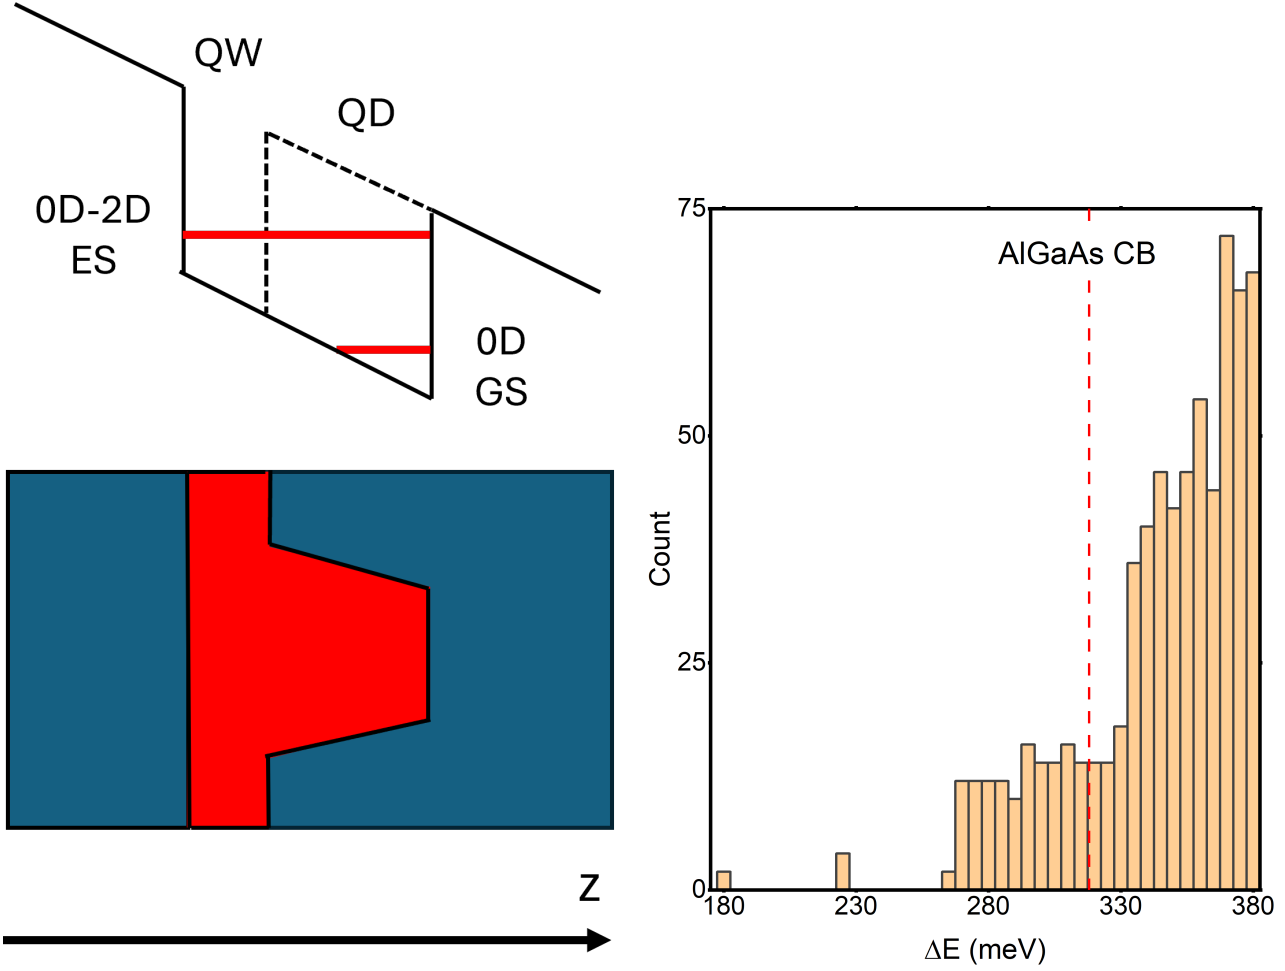 QW
QD
0D-2D
ES
0D
GS
Z
75
50
25
0
AlGaAs CB
Count
180 230 280 330 380
ΔE (meV)